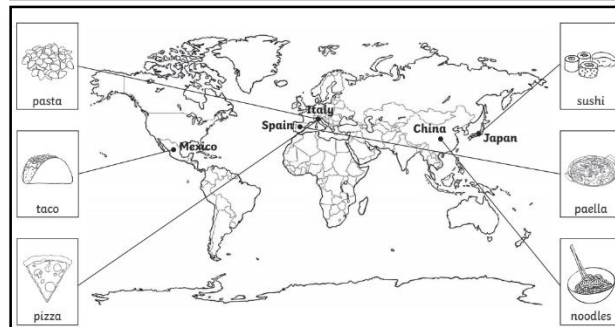 pasta
taco
pizza
Mexico
Spain
Italy
China
Japan
sushi
paella
noodles